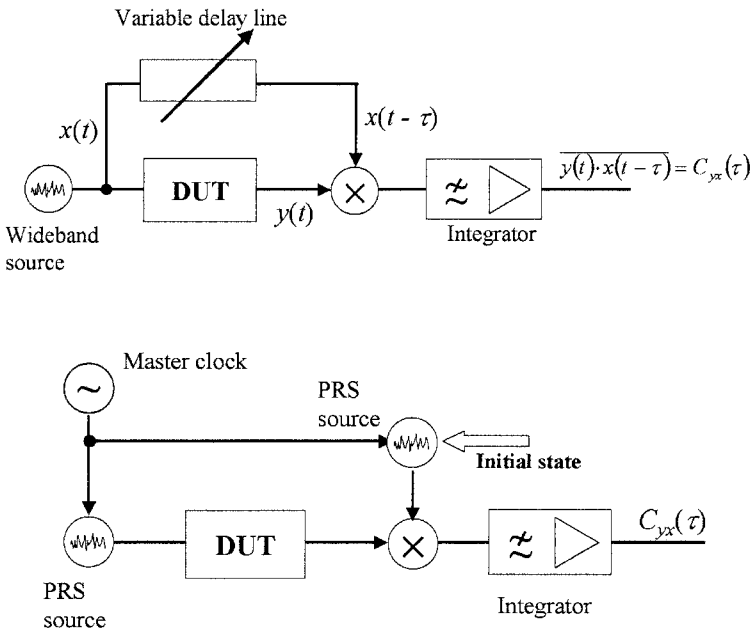 Variable delay line
x(t)
x(t - τ)
DUT
×
y(t)
y(t)·x(t − τ) = C_yx(τ)
Integrator
Wideband
source
Master clock
~
PRS
source
Initial state
DUT
×
C_yx(τ)
PRS
source
Integrator